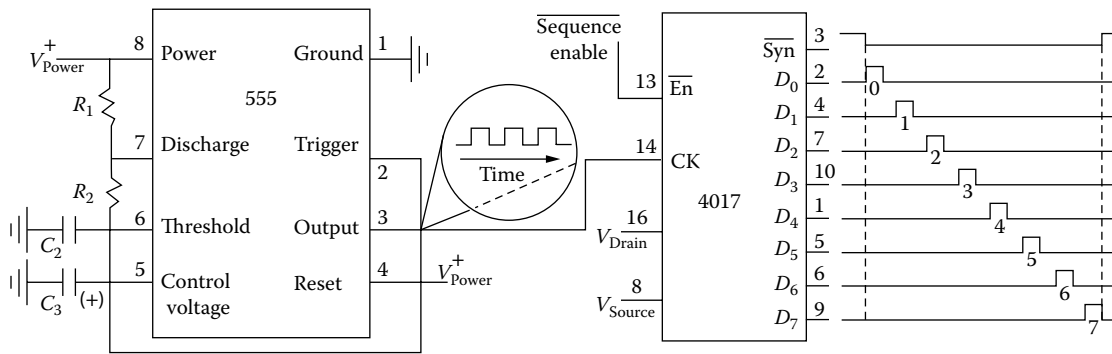 V+Power
R1
R2
C2
C3
(+)
8
7
6
5
Power
Discharge
Threshold
Control
voltage
555
Ground
Trigger
Output
Reset
1
2
3
4
V+Power
Time
Sequence
enable
13
14
16
8
VDrain
VSource
En
CK
4017
Syn
D0
D1
D2
D3
D4
D5
D6
D7
3
2
4
7
10
1
5
6
9
0
1
2
3
4
5
6
7